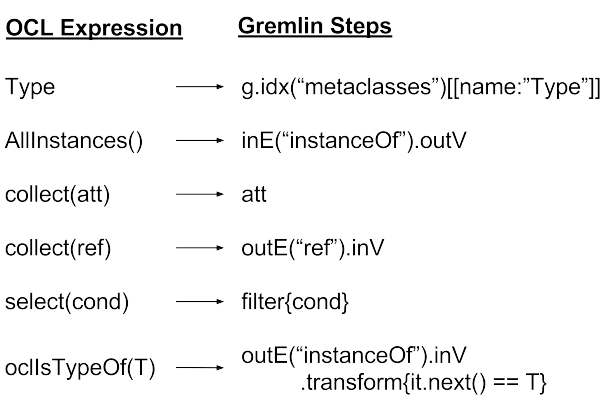 OCL Expression Gremlin Steps
Type g.idx(“metaclasses”)[[name:”Type”]]
AllInstances() inE(“instanceOf”).outV
collect(att) att
collect(ref) outE(“ref”).inV
select(cond) filter{cond}
oclIsTypeOf(T) outE(“instanceOf”).inV
.transform{it.next() == T}